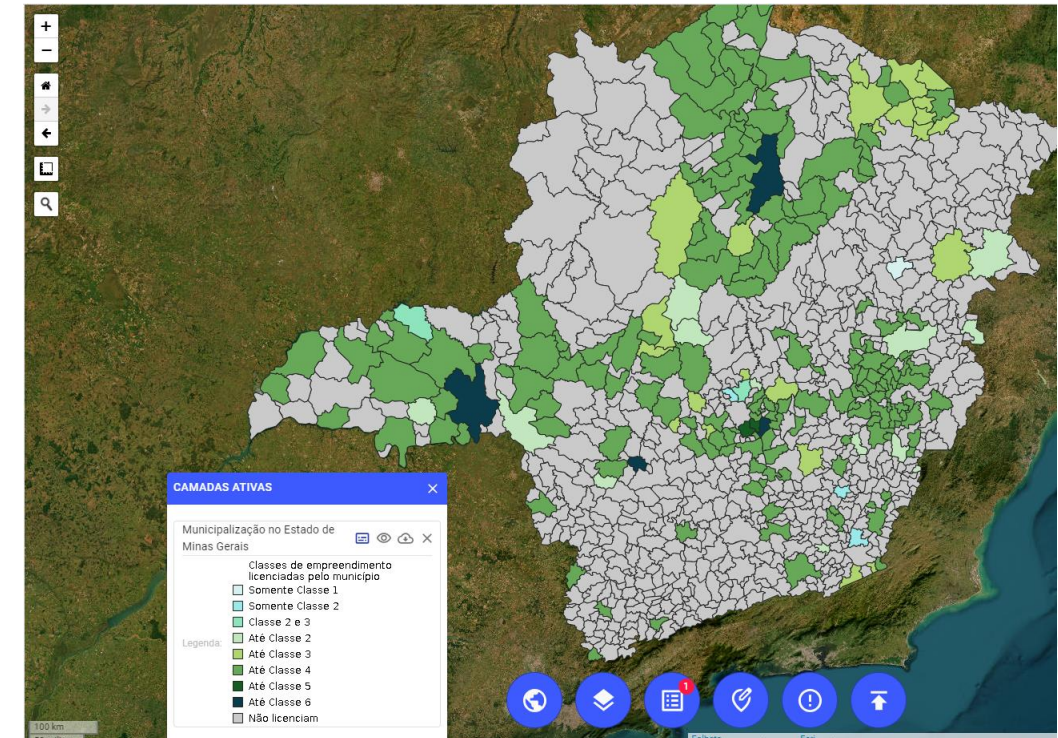 +
−
CAMADAS ATIVAS
Municipalização no Estado de
Minas Gerais
Legenda:
Classes de empreendimento
licenciadas pelo município
Somente Classe 1
Somente Classe 2
Classe 2 e 3
Até Classe 2
Até Classe 3
Até Classe 4
Até Classe 5
Até Classe 6
Não licenciam
1
100 km